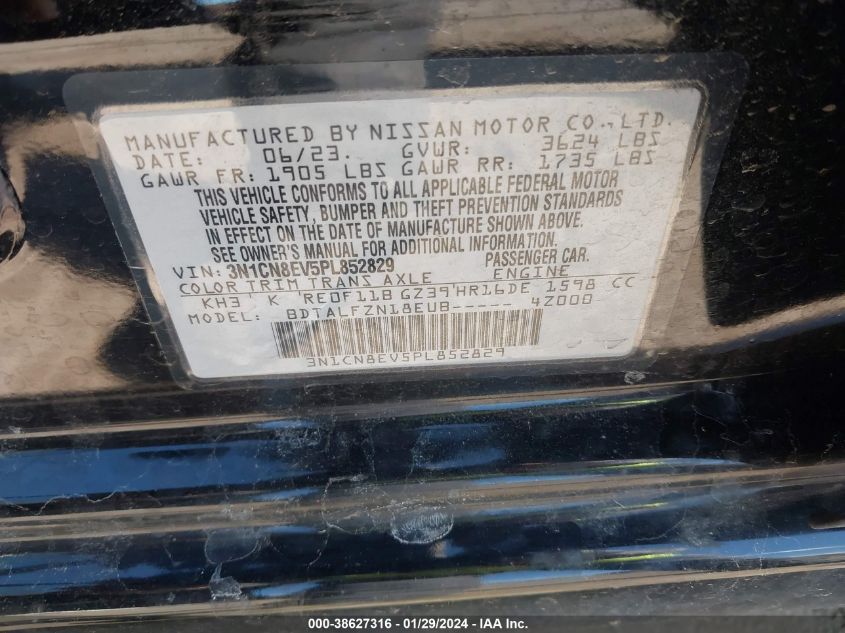 MANUFACTURED BY NISSAN MOTOR CO., LTD.
DATE: 06/23. GVWR: 3624 LBS
GAWR FR: 1905 LBS GAWR RR: 1735 LBS
THIS VEHICLE CONFORMS TO ALL APPLICABLE FEDERAL MOTOR
VEHICLE SAFETY, BUMPER AND THEFT PREVENTION STANDARDS
IN EFFECT ON THE DATE OF MANUFACTURE SHOWN ABOVE.
SEE OWNER'S MANUAL FOR ADDITIONAL INFORMATION.
VIN: 3N1CN8EV5PL852829 PASSENGER CAR.
COLOR TRIM TRANS AXLE ENGINE
KH3 K RE0F11B GZ39 HR16DE 1598 CC
MODEL: BDTALFZN18EUB----- 4Z000
3N1CN8EV5PL852829
000-38627316 - 01/29/2024 - IAA Inc.